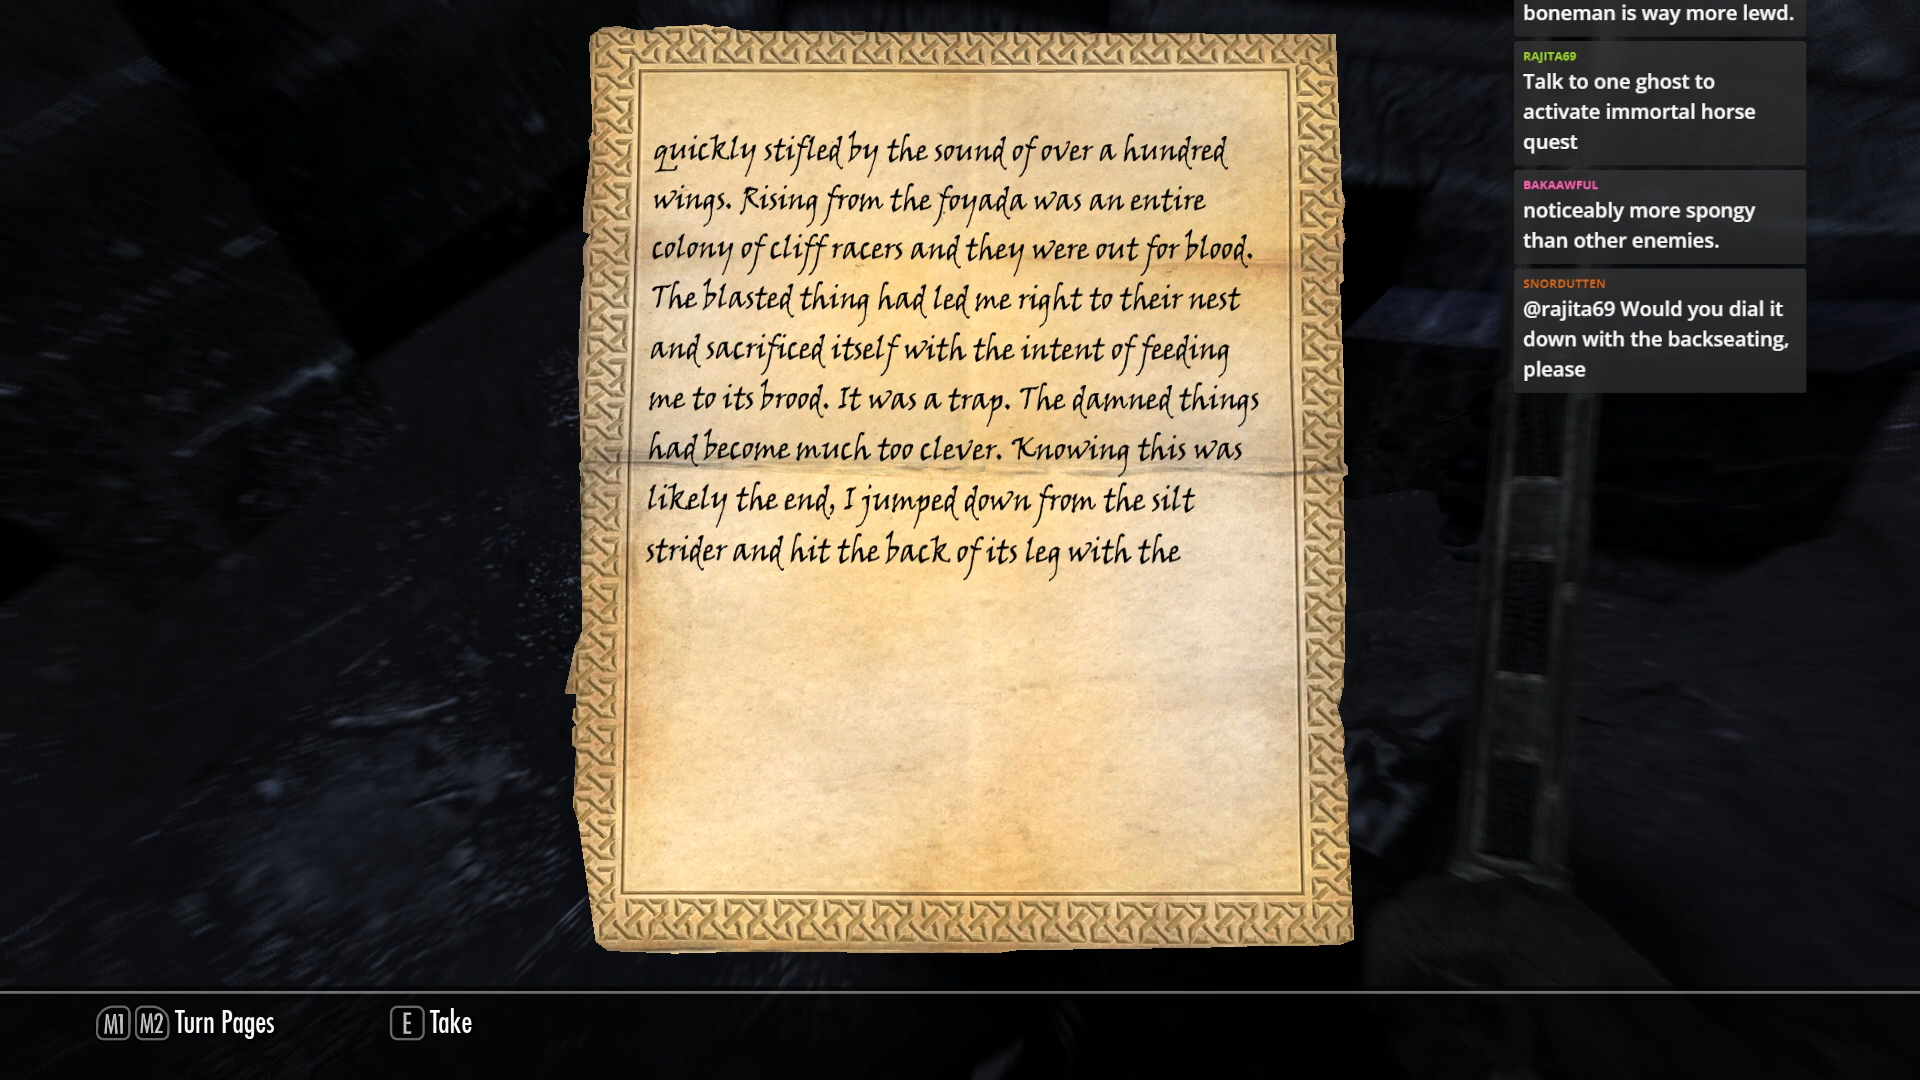 quickly stifled by the sound of over a hundred
wings. Rising from the foyada was an entire
colony of cliff racers and they were out for blood.
The blasted thing had led me right to their nest
and sacrificed itself with the intent of feeding
me to its brood. It was a trap. The damned things
had become much too clever. Knowing this was
likely the end, I jumped down from the silt
strider and hit the back of its leg with the
boneman is way more lewd.
RAJITA69
Talk to one ghost to
activate immortal horse
quest
BAKAAWFUL
noticeably more spongy
than other enemies.
SNORDUTTEN
@rajita69 Would you dial it
down with the backseating,
please
M1 M2 Turn Pages
E Take